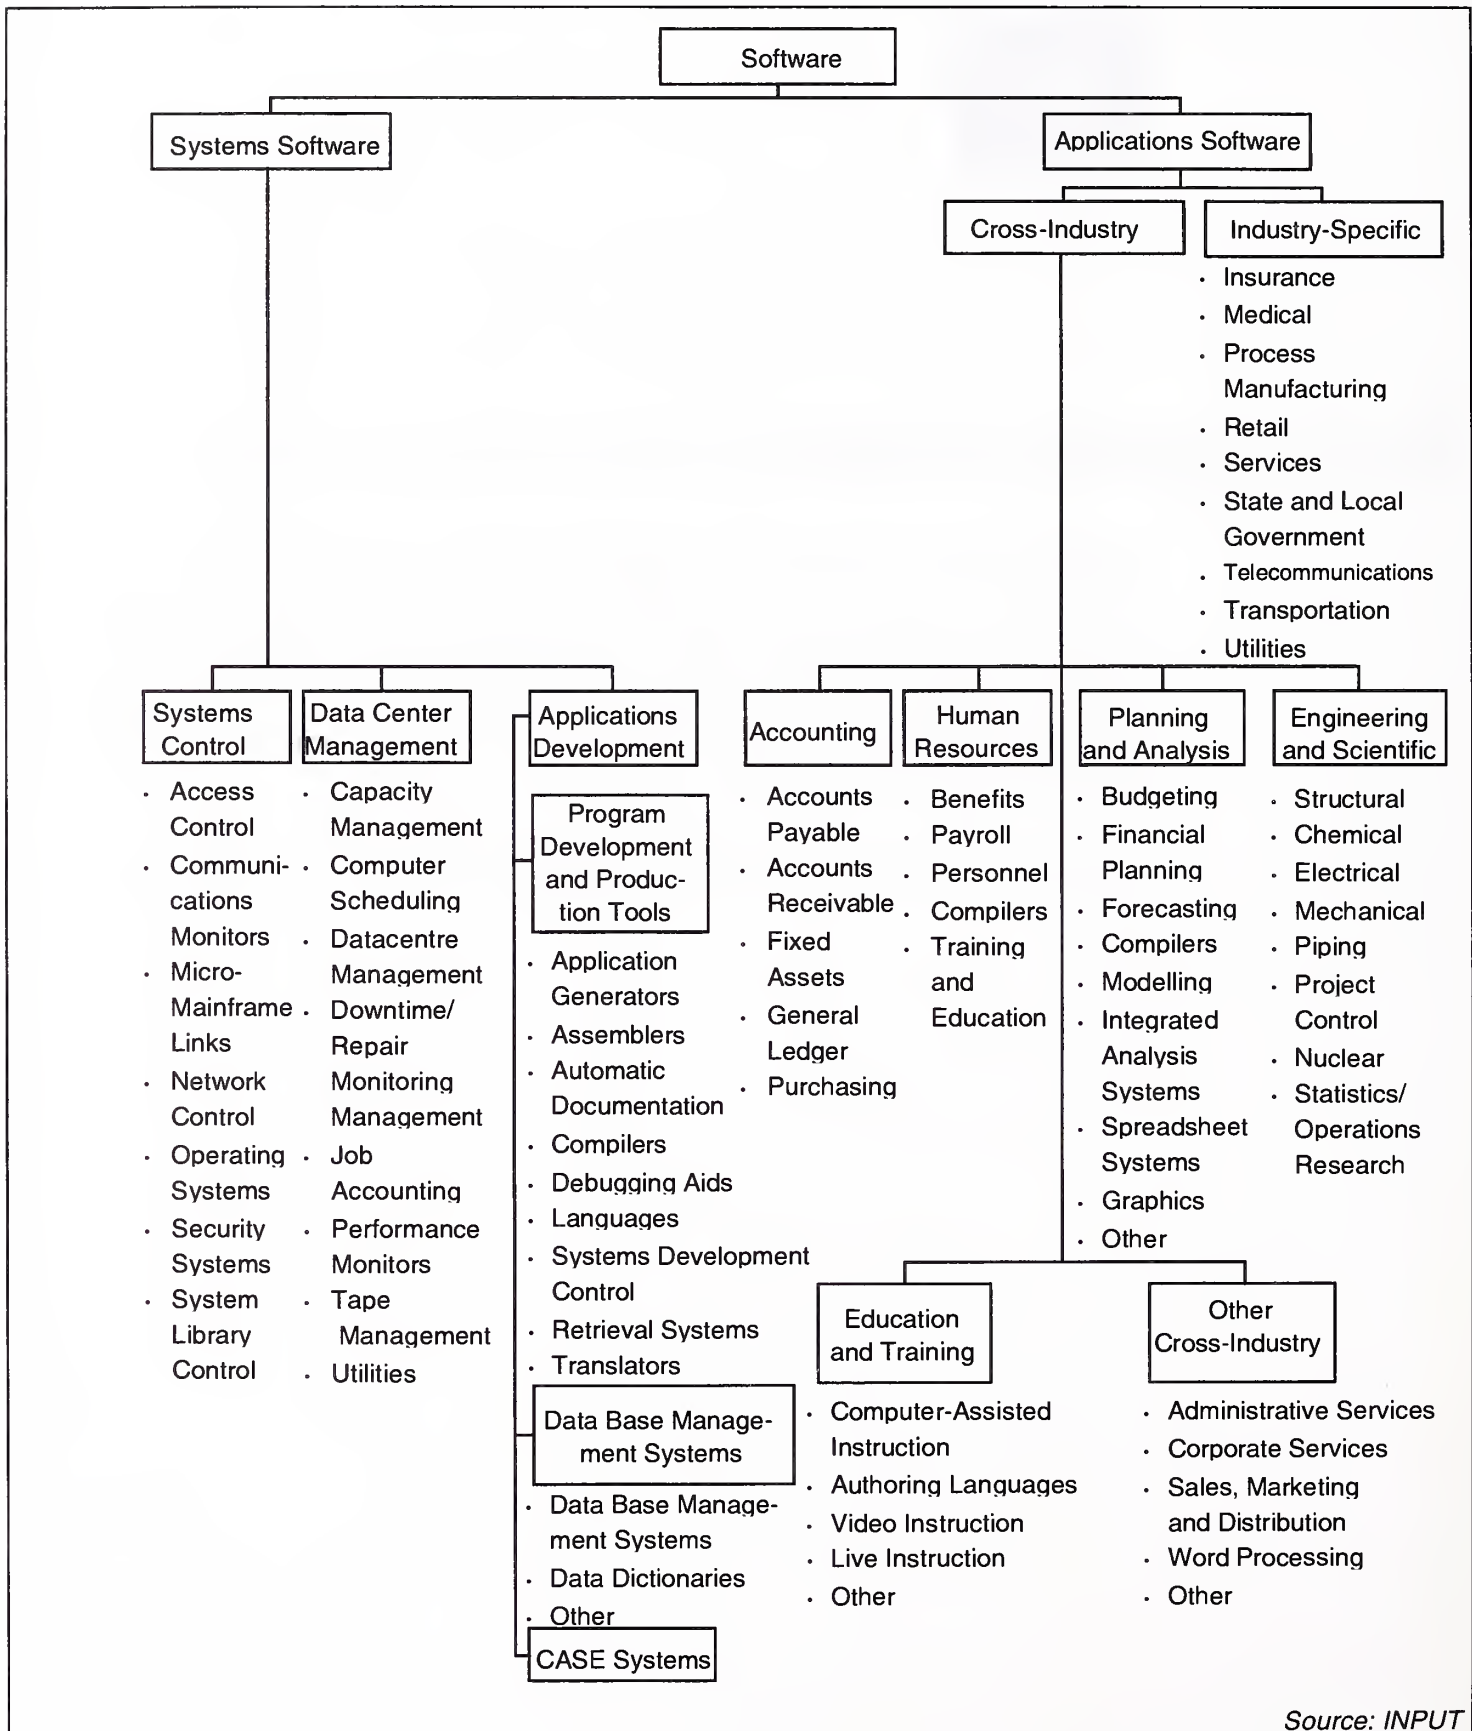 Software
Systems Software
Applications Software
Cross-Industry
Industry-Specific
· Insurance
· Medical
· Process
Manufacturing
· Retail
· Services
· State and Local
Government
· Telecommunications
· Transportation
· Utilities
Systems
Control
· Access
Control
· Communi-
cations
Monitors
· Micro-
Mainframe
Links
· Network
Control
· Operating
Systems
· Security
Systems
· System
Library
Control
Data Center
Management
· Capacity
Management
· Computer
Scheduling
· Datacentre
Management
· Downtime/
Repair
Monitoring
Management
· Job
Accounting
· Performance
Monitors
· Tape
Management
· Utilities
Applications
Development
Program
Development
and Produc-
tion Tools
· Application
Generators
· Assemblers
· Automatic
Documentation
· Compilers
· Debugging Aids
· Languages
· Systems Development
Control
· Retrieval Systems
· Translators
Data Base Manage-
ment Systems
· Data Base Manage-
ment Systems
· Data Dictionaries
· Other
CASE Systems
Accounting
· Accounts
Payable
· Accounts
Receivable
· Fixed
Assets
· General
Ledger
· Purchasing
Human
Resources
· Benefits
· Payroll
· Personnel
· Compilers
· Training
and
Education
Planning
and Analysis
· Budgeting
· Financial
Planning
· Forecasting
· Compilers
· Modelling
· Integrated
Analysis
Systems
· Spreadsheet
Systems
· Graphics
· Other
Engineering
and Scientific
· Structural
· Chemical
· Electrical
· Mechanical
· Piping
· Project
Control
· Nuclear
· Statistics/
Operations
Research
Education
and Training
· Computer-Assisted
Instruction
· Authoring Languages
· Video Instruction
· Live Instruction
· Other
Other
Cross-Industry
· Administrative Services
· Corporate Services
· Sales, Marketing
and Distribution
· Word Processing
· Other
Source: INPUT